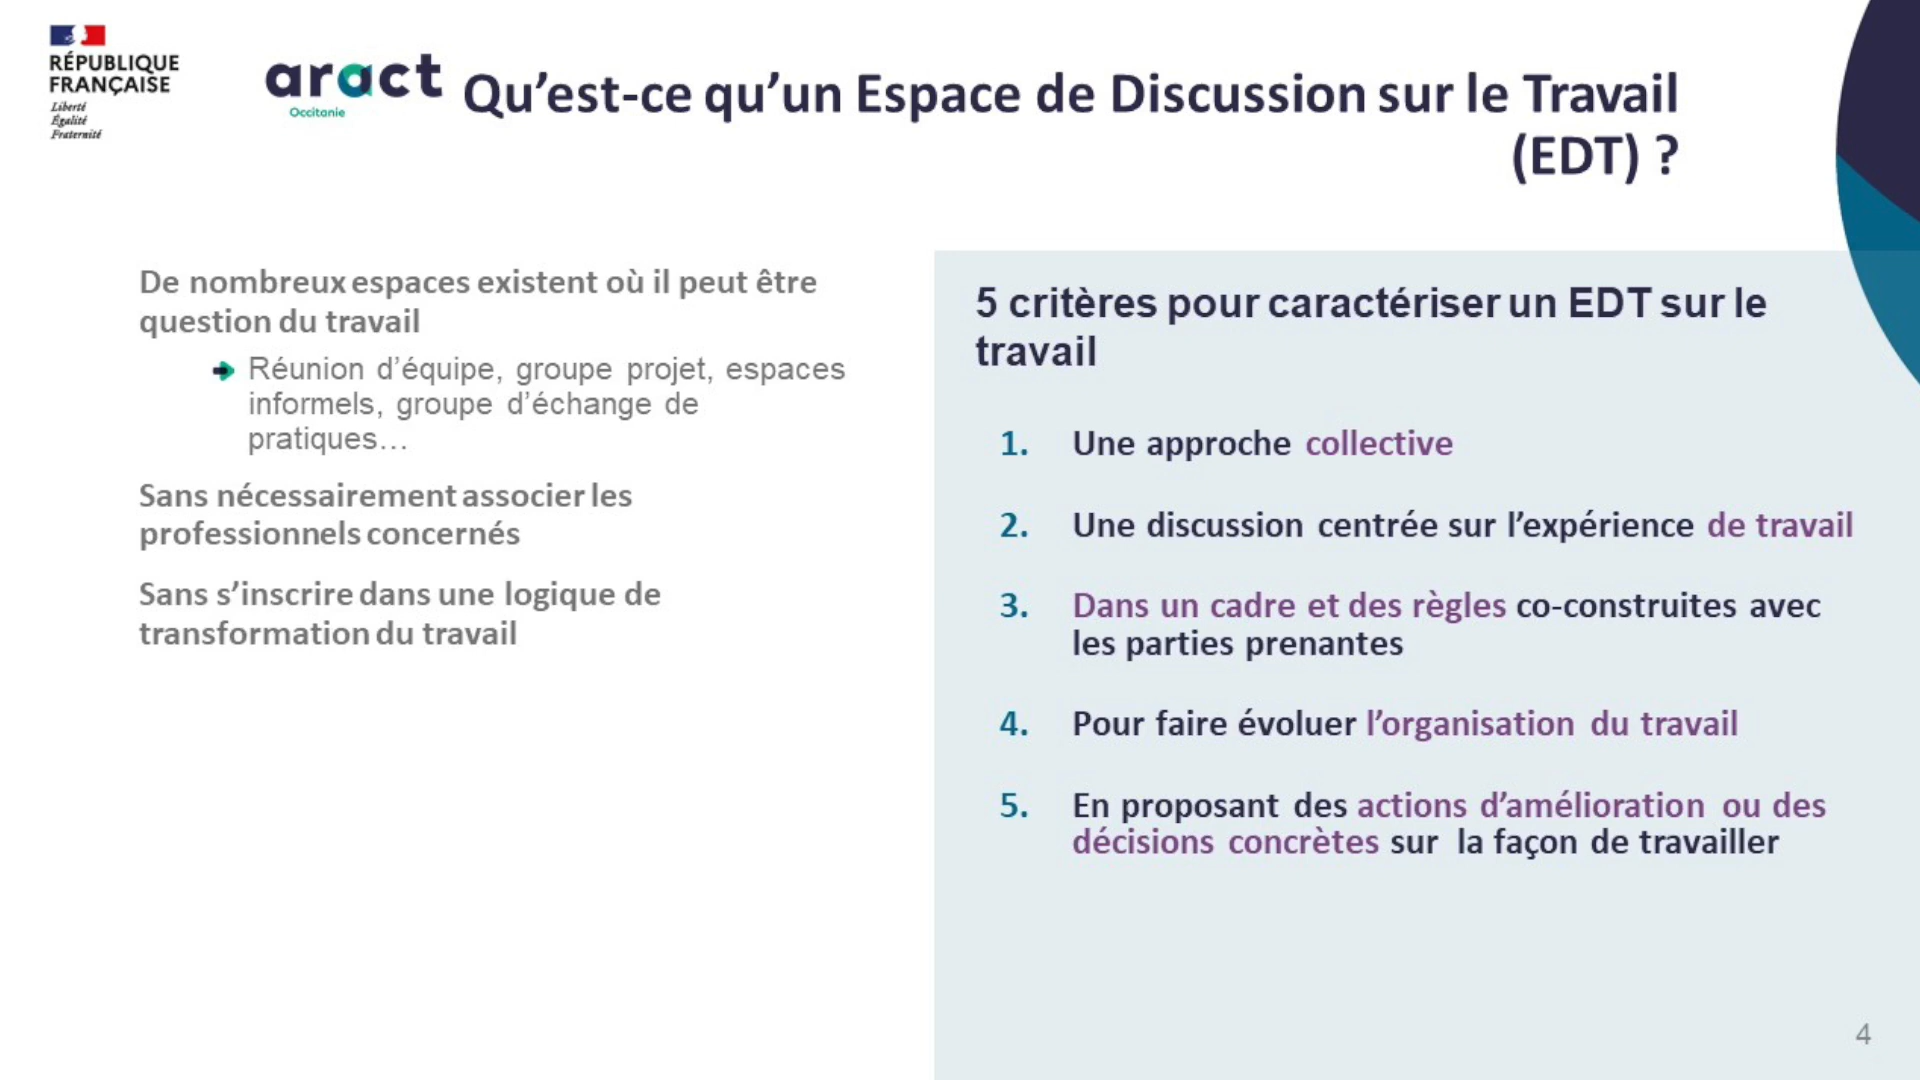 RÉPUBLIQUE
FRANÇAISE
Liberté
Égalité
Fraternité
aract
Occitanie
Qu’est-ce qu’un Espace de Discussion sur le Travail
(EDT) ?
De nombreux espaces existent où il peut être
question du travail
Réunion d’équipe, groupe projet, espaces
informels, groupe d’échange de
pratiques…
Sans nécessairement associer les
professionnels concernés
Sans s’inscrire dans une logique de
transformation du travail
5 critères pour caractériser un EDT sur le
travail
1. Une approche collective
2. Une discussion centrée sur l’expérience de travail
3. Dans un cadre et des règles co-construites avec
les parties prenantes
4. Pour faire évoluer l’organisation du travail
5. En proposant des actions d’amélioration ou des
décisions concrètes sur la façon de travailler
4